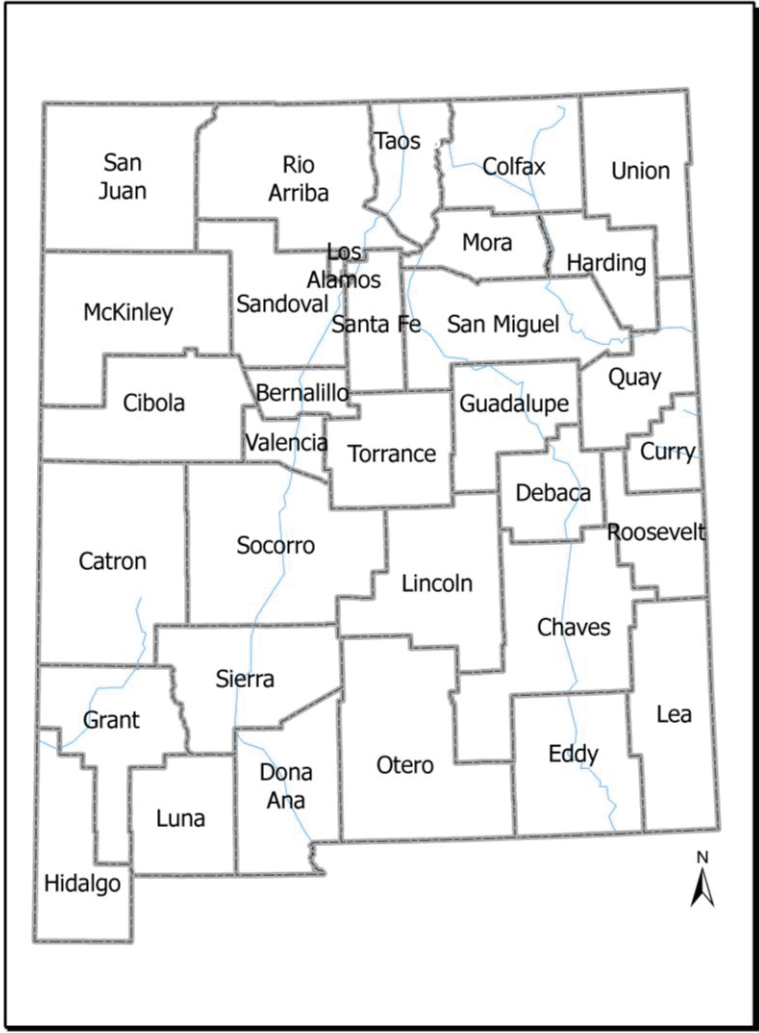 Taos
San
Juan
Rio
Arriba
Colfax
Union
Mora
Los
Alamos
Harding
McKinley
Sandoval
Santa Fe
San Miguel
Quay
Cibola
Bernalillo
Guadalupe
Valencia
Torrance
Curry
Debaca
Roosevelt
Catron
Socorro
Lincoln
Chaves
Sierra
Grant
Lea
Dona
Ana
Otero
Eddy
Luna
Hidalgo
N